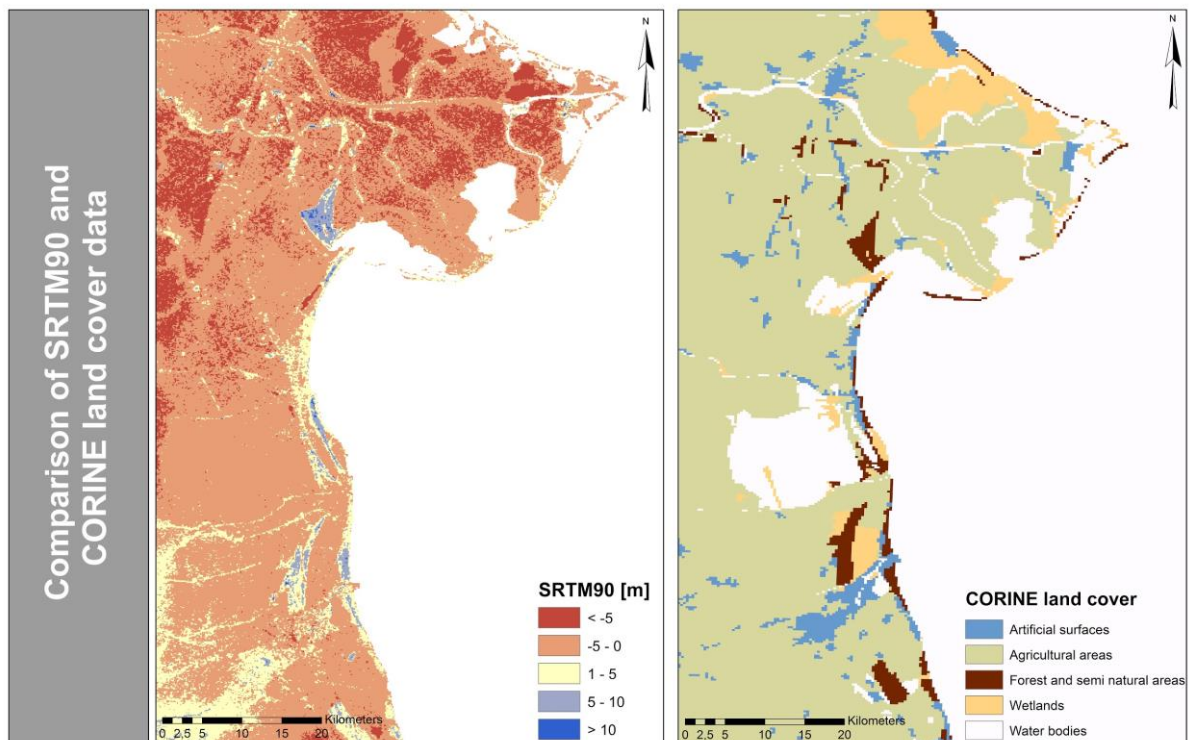 Comparison of SRTM90 and
CORINE land cover data
N
SRTM90 [m]
< -5
-5 - 0
1 - 5
5 - 10
> 10
Kilometers
0 2,5 5 10 20
N
CORINE land cover
Artificial surfaces
Agricultural areas
Forest and semi natural areas
Wetlands
Water bodies
Kilometers
0 2,5 5 10 20